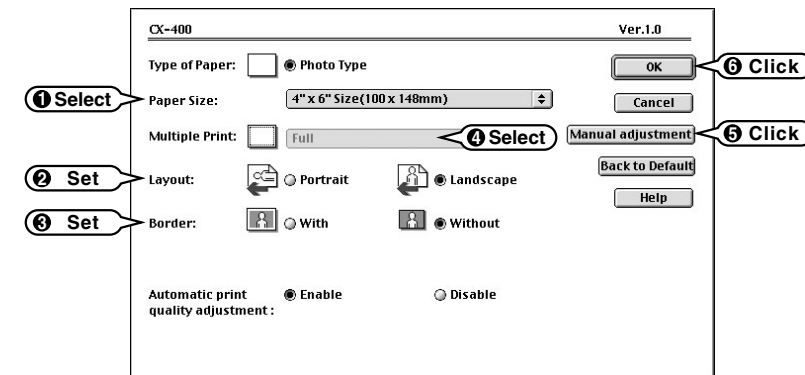 CX-400 Ver.1.0
Type of Paper: Photo Type OK ❻ Click
❶ Select Paper Size: 4" x 6" Size(100 x 148mm) Cancel
Multiple Print: Full ❹ Select Manual adjustment ❺ Click
❷ Set Layout: Portrait Landscape Back to Default
Help
❸ Set Border: With Without
Automatic print Enable Disable
quality adjustment :